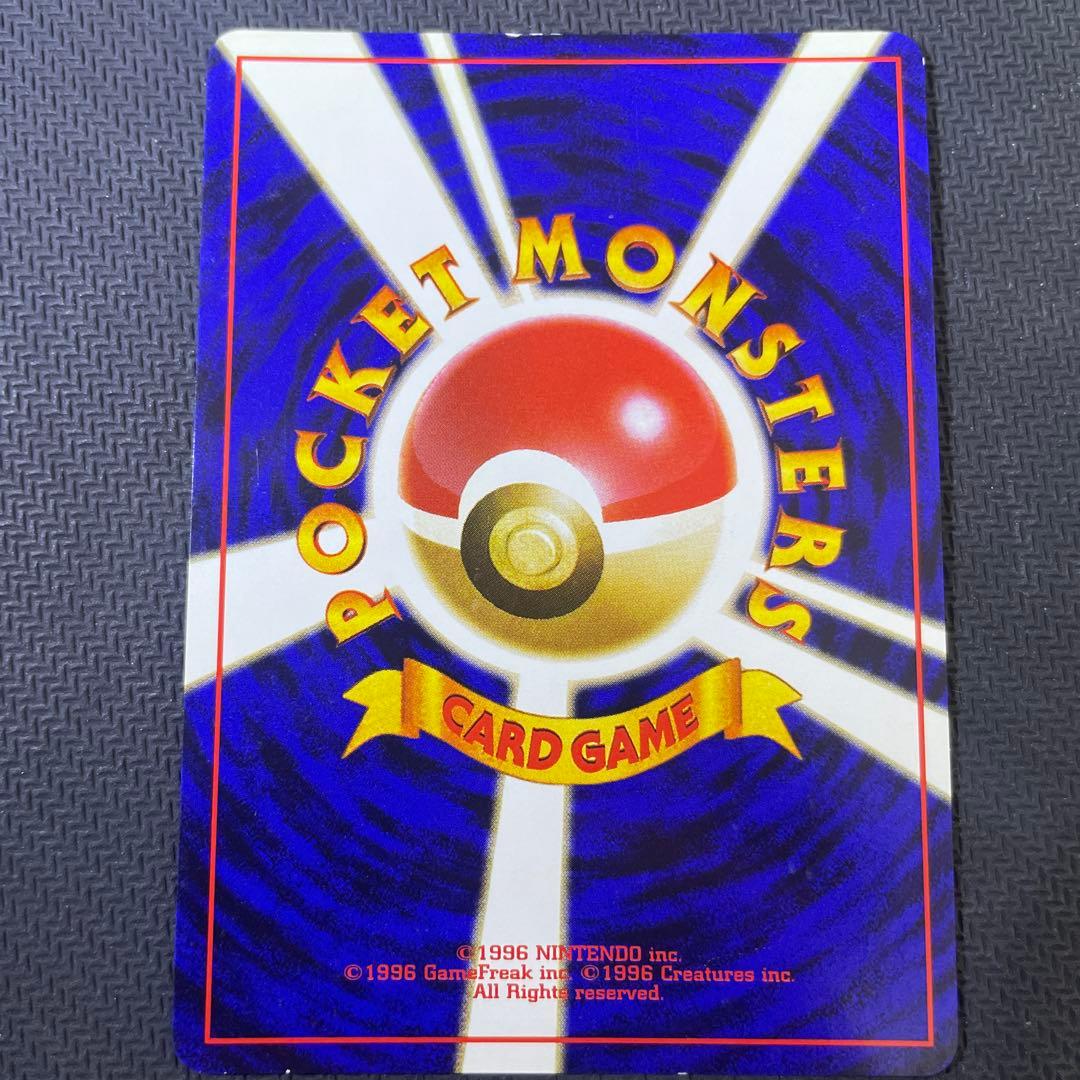 POCKET MONSTERS
CARD GAME
©1996 NINTENDO inc.
©1996 GameFreak inc. ©1996 Creatures inc.
All Rights reserved.